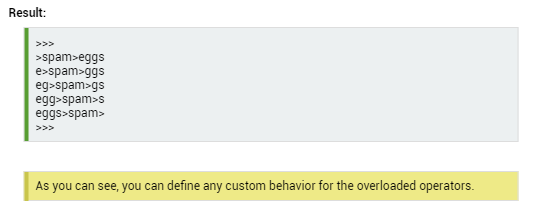 Result:
>>>
>spam>eggs
e>spam>ggs
eg>spam>gs
egg>spam>s
eggs>spam>
>>>
As you can see, you can define any custom behavior for the overloaded operators.